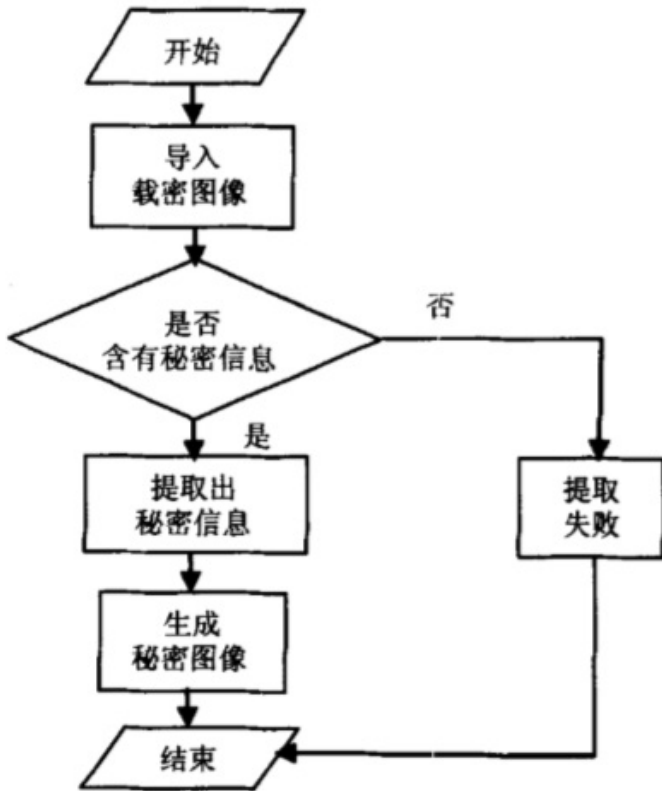 开始
导入
载密图像
是否
含有秘密信息
否
是
提取出
秘密信息
提取
失败
生成
秘密图像
结束